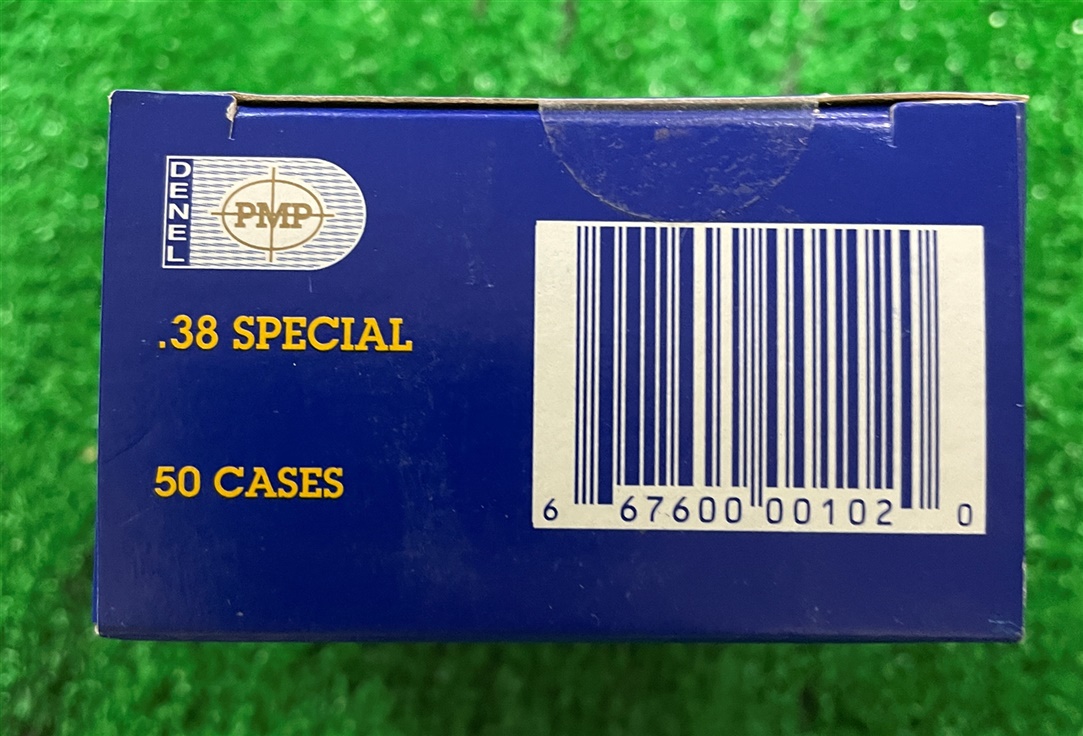 DENEL
PMP
.38 SPECIAL
50 CASES
6 67600 00102 0